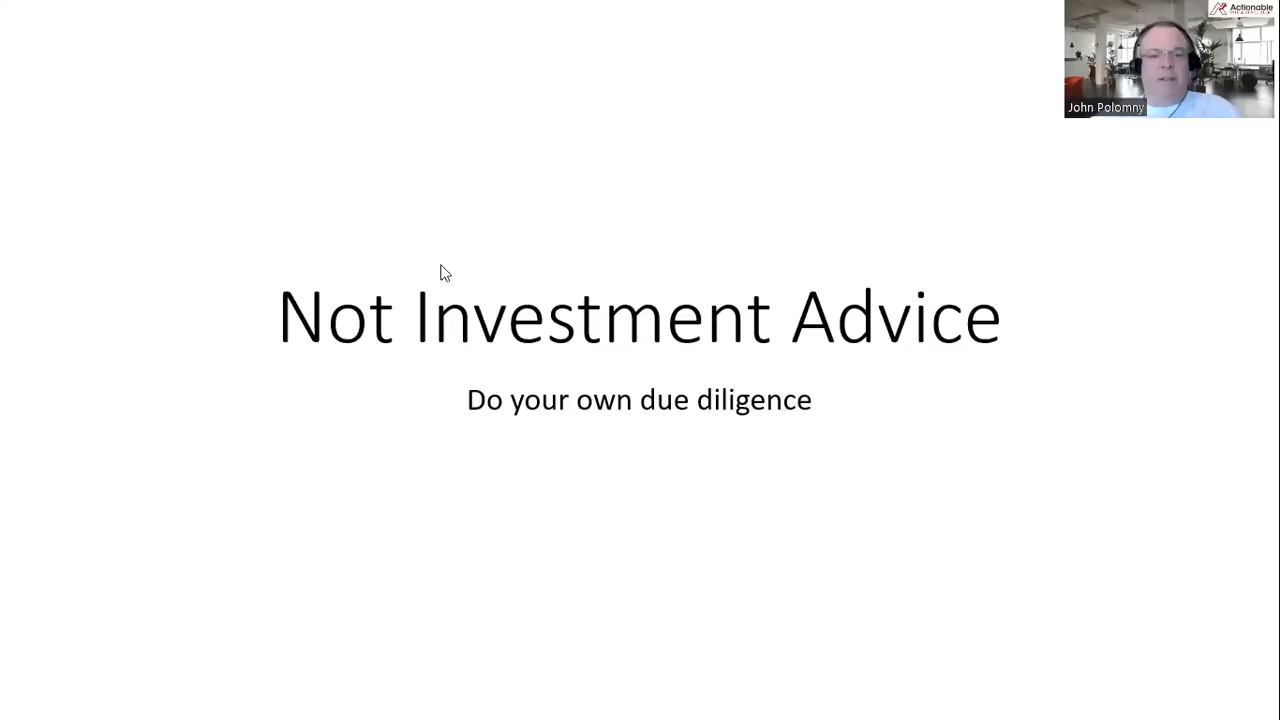 Actionable
John Polomny
Not Investment Advice
Do your own due diligence